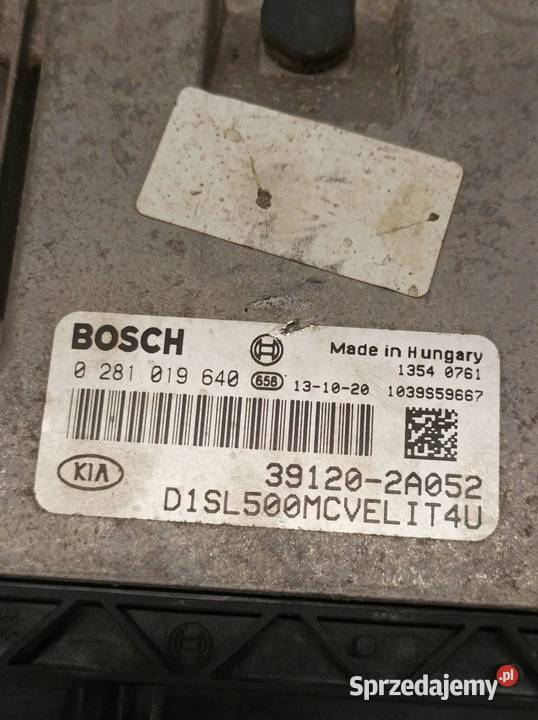 BOSCH
Made in Hungary
1354 0761
0 281 019 640 658 13-10-20 1039S59667
KIA
39120-2A052
D1SL500MCVELIT4U
Sprzedajemy.pl